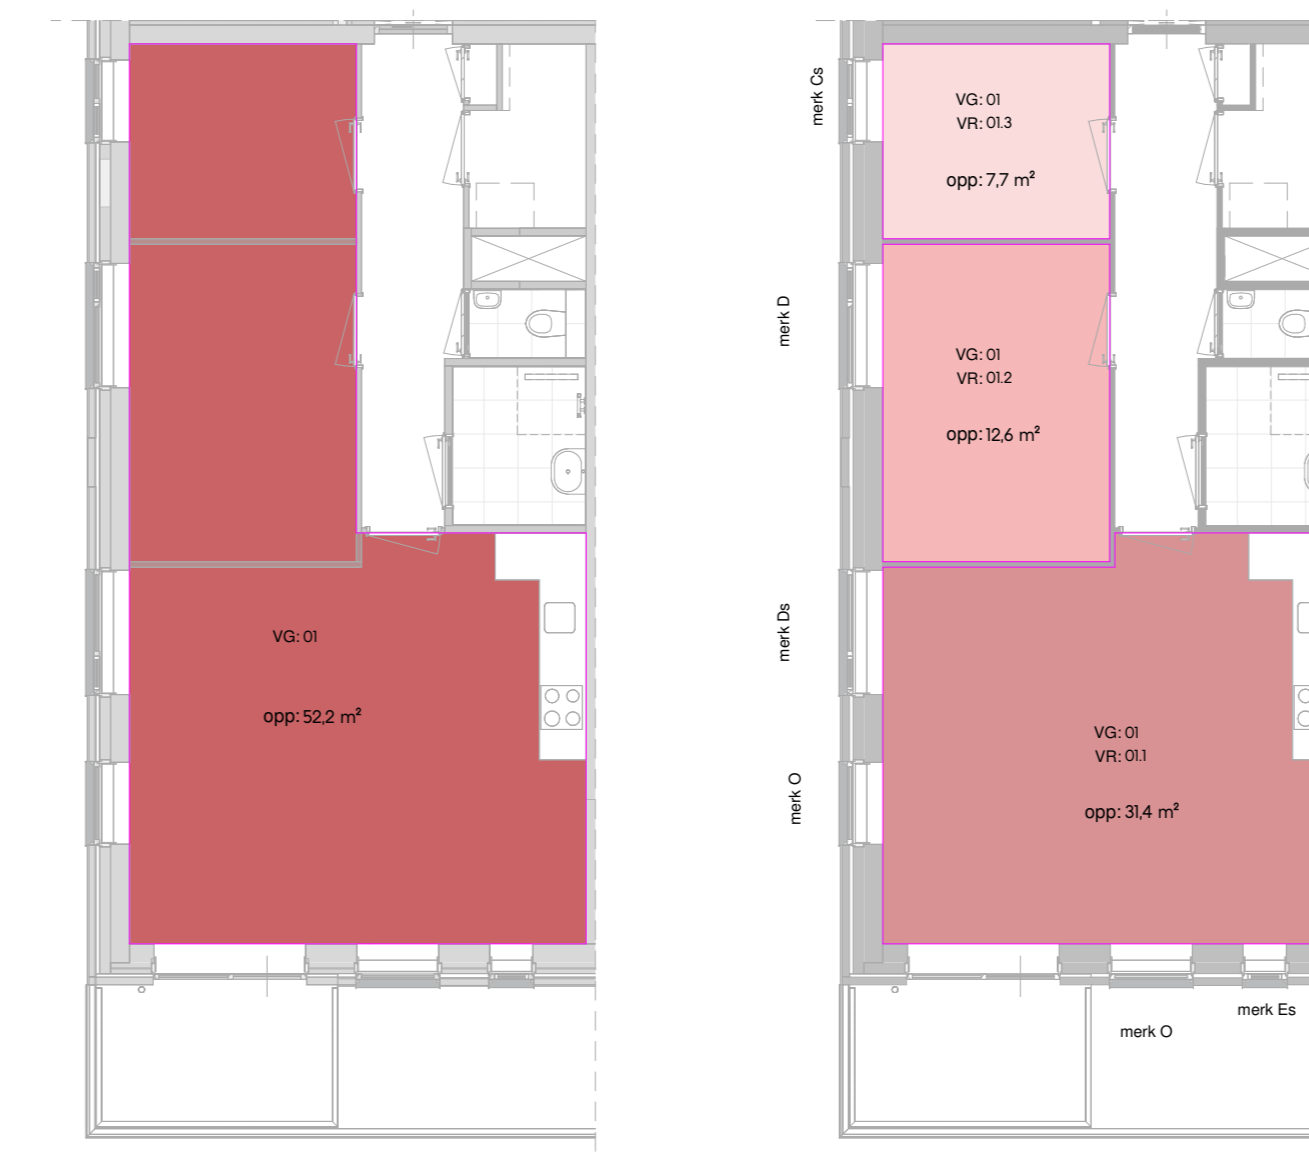 VG: 01
opp: 52,2 m²
merk Cs
VG: 01
VR: 01.3
opp: 7,7 m²
merk D
VG: 01
VR: 01.2
opp: 12,6 m²
merk Ds
merk O
VG: 01
VR: 01.1
opp: 31,4 m²
merk Es
merk O